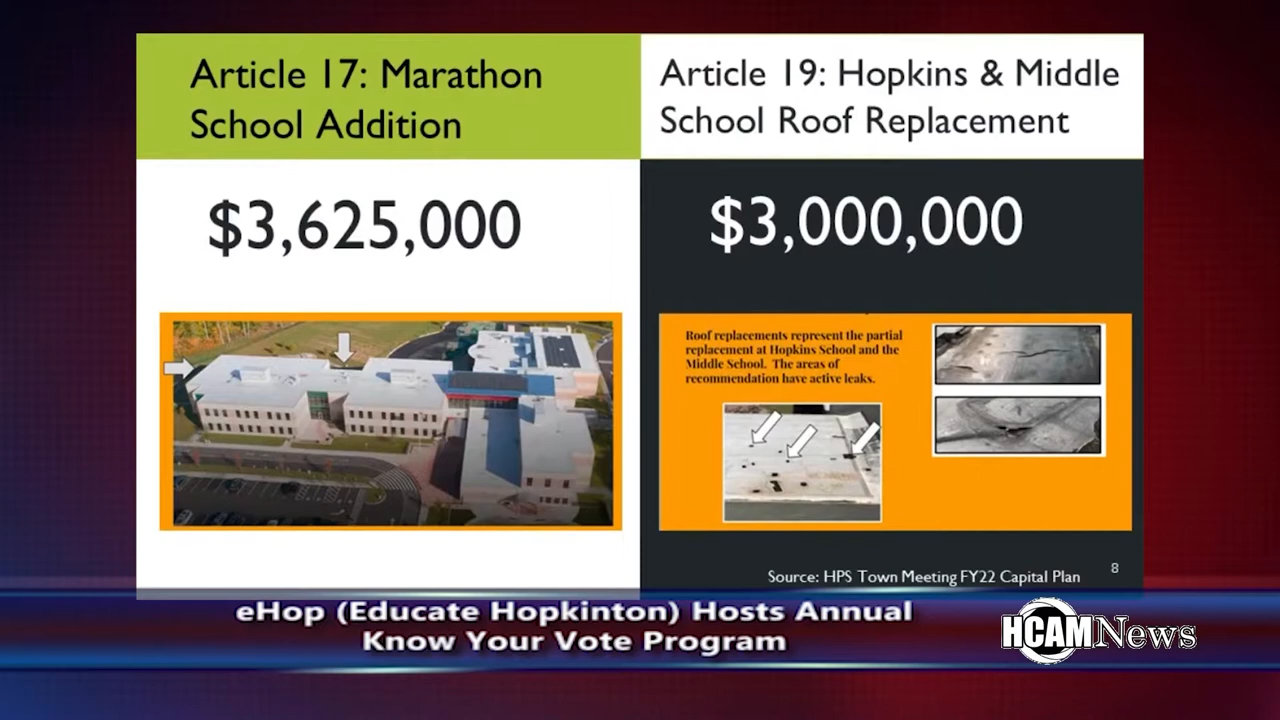 Article 17: Marathon
School Addition
$3,625,000
Article 19: Hopkins & Middle
School Roof Replacement
$3,000,000
Roof replacements represent the partial
replacement at Hopkins School and the
Middle School. The areas of
recommendation have active leaks.
Source: HPS Town Meeting FY22 Capital Plan
8
eHop (Educate Hopkinton) Hosts Annual
Know Your Vote Program
HCAMNews